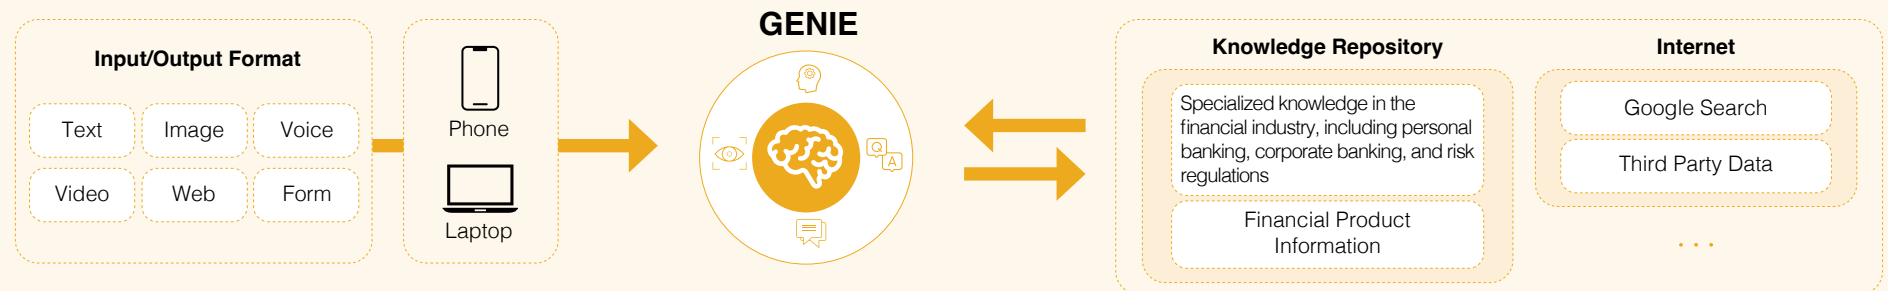 Input/Output Format
Text
Image
Voice
Video
Web
Form
Phone
Laptop
GENIE
Q
A
Knowledge Repository
Specialized knowledge in the
financial industry, including personal
banking, corporate banking, and risk
regulations
Financial Product
Information
Internet
Google Search
Third Party Data
...